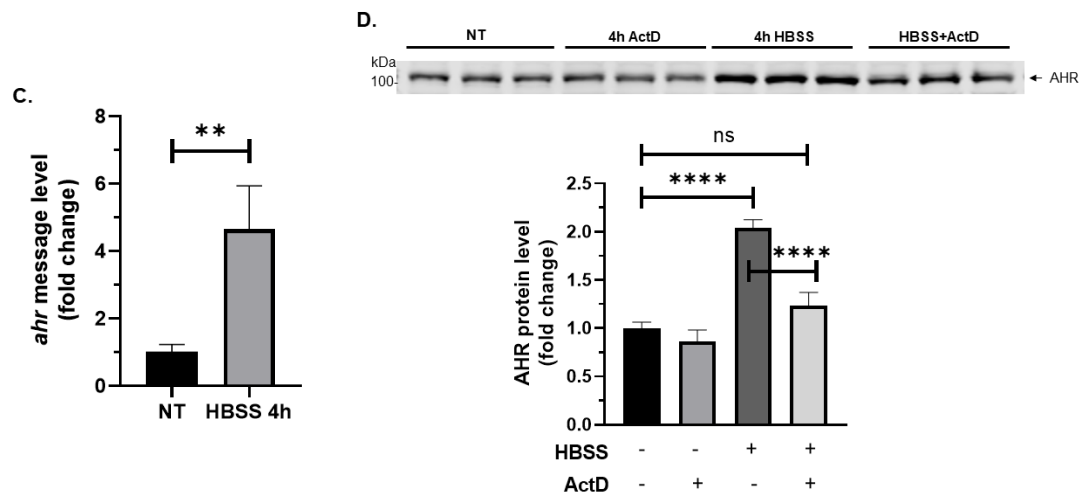 C.
ahr message level
(fold change)
8
6
4
2
0
**
NT HBSS 4h
D.
NT 4h ActD 4h HBSS HBSS+ActD
kDa
100-
← AHR
AHR protein level
(fold change)
2.5
2.0
1.5
1.0
0.5
0.0
ns
****
****
HBSS - - + +
ActD - + - +